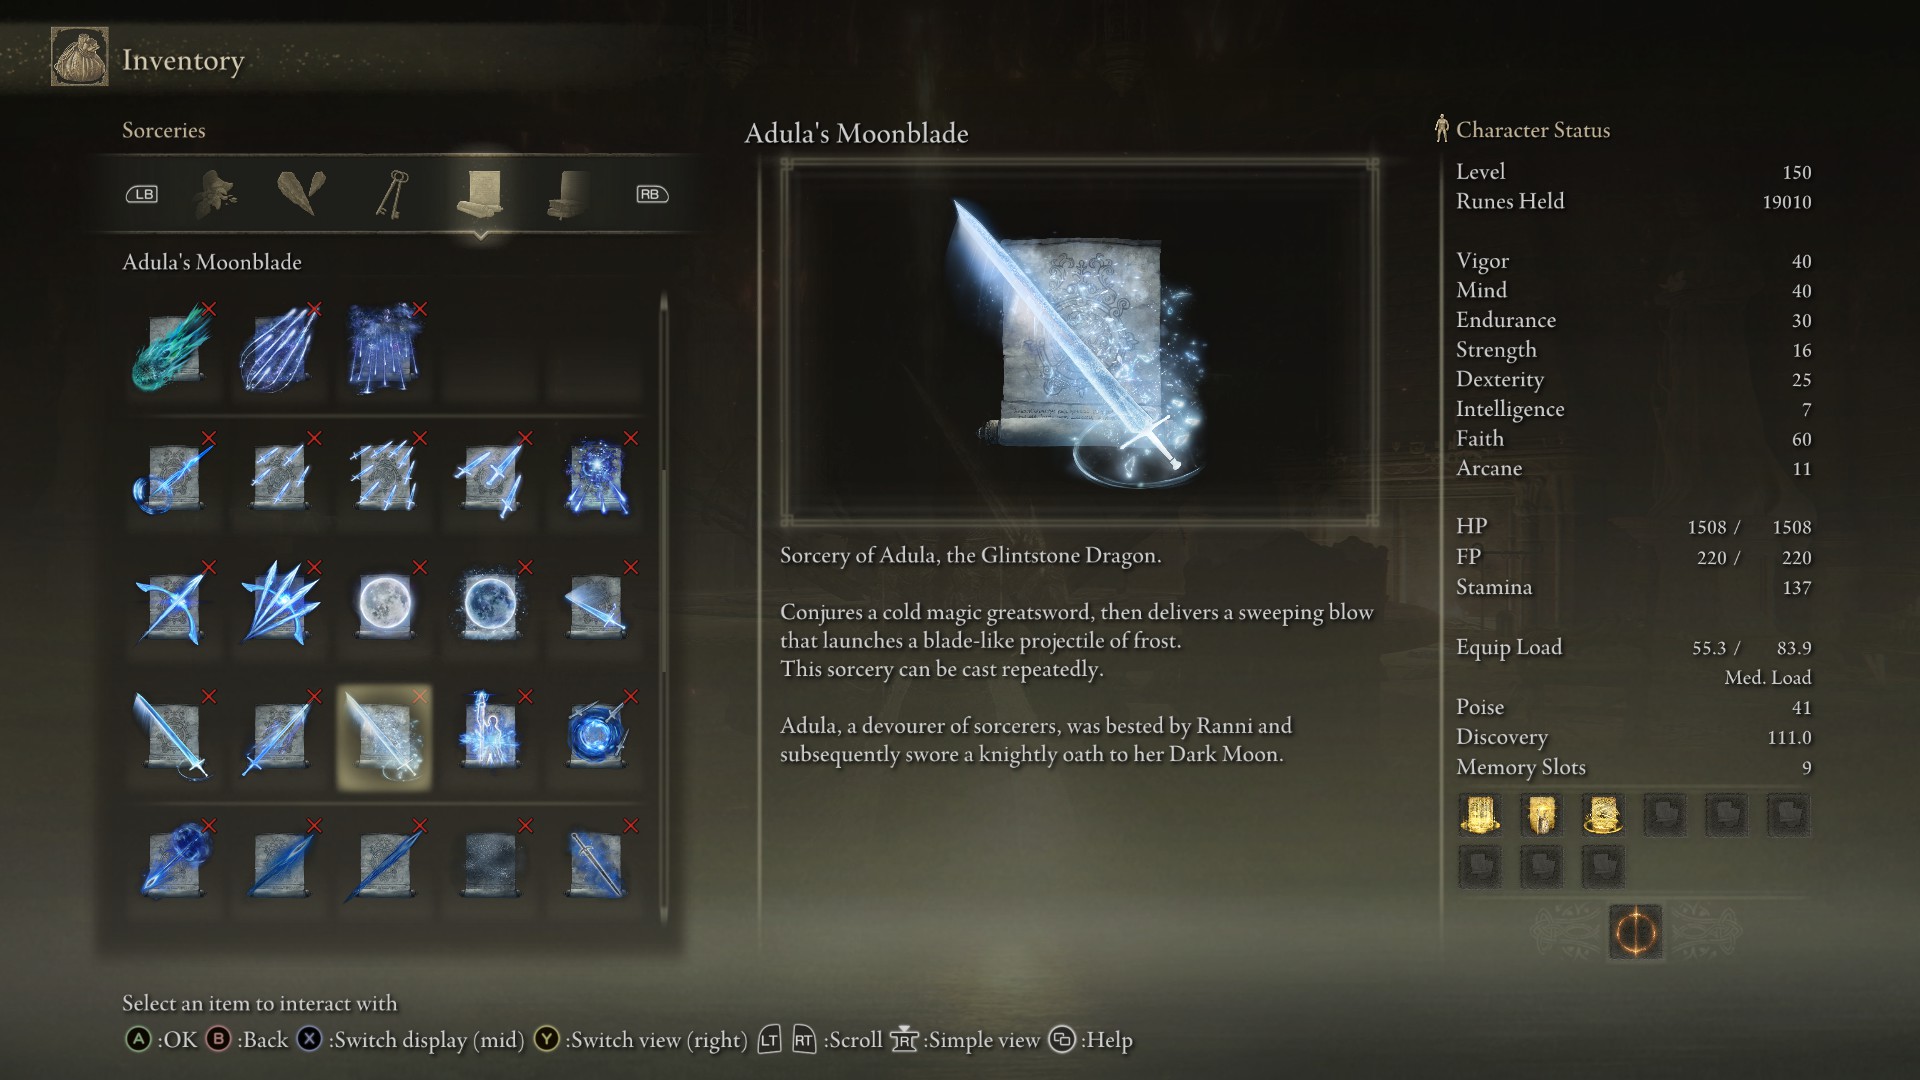 Inventory
Sorceries
LB
RB
Adula's Moonblade
Adula's Moonblade
Sorcery of Adula, the Glintstone Dragon.
Conjures a cold magic greatsword, then delivers a sweeping blow
that launches a blade-like projectile of frost.
This sorcery can be cast repeatedly.
Adula, a devourer of sorcerers, was bested by Ranni and
subsequently swore a knightly oath to her Dark Moon.
Character Status
Level 150
Runes Held 19010
Vigor 40
Mind 40
Endurance 30
Strength 16
Dexterity 25
Intelligence 7
Faith 60
Arcane 11
HP 1508 / 1508
FP 220 / 220
Stamina 137
Equip Load 55.3 / 83.9
Med. Load
Poise 41
Discovery 111.0
Memory Slots 9
Select an item to interact with
A :OK B :Back X :Switch display (mid) Y :Switch view (right) LT RT :Scroll R :Simple view :Help